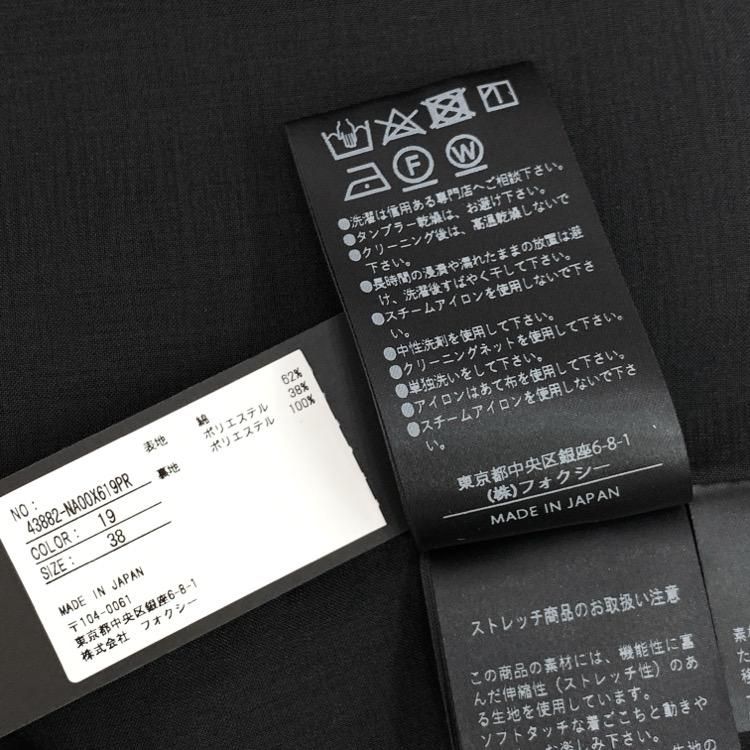 F W
●洗濯は信用ある専門店へご相談下さい。
●タンブラー乾燥は、お避け下さい。
●クリーニング後は、高温乾燥しないで
下さい。
●長時間の浸漬や濡れたままの放置は避
け、洗濯後すばやく干して下さい。
●スチームアイロンを使用しないで下さ
い。
●中性洗剤を使用して下さい。
●クリーニングネットを使用して下さい。
●単独洗いをして下さい。
●アイロンはあて布を使用して下さい。
●スチームアイロンを使用しないで下さ
い。
東京都中央区銀座6-8-1
(株)フォクシー
MADE IN JAPAN
表地 綿 62%
ポリエステル 38%
裏地 ポリエステル 100%
NO:
43882-NA00X619PR
COLOR: 19
SIZE: 38
MADE IN JAPAN
〒104-0061
東京都中央区銀座6-8-1
株式会社 フォクシー
ストレッチ商品のお取扱い注意
この商品の素材には、機能性に富
んだ伸縮性(ストレッチ性)のあ
る生地を使用しています。
ソフトタッチな着ごこちと動きや